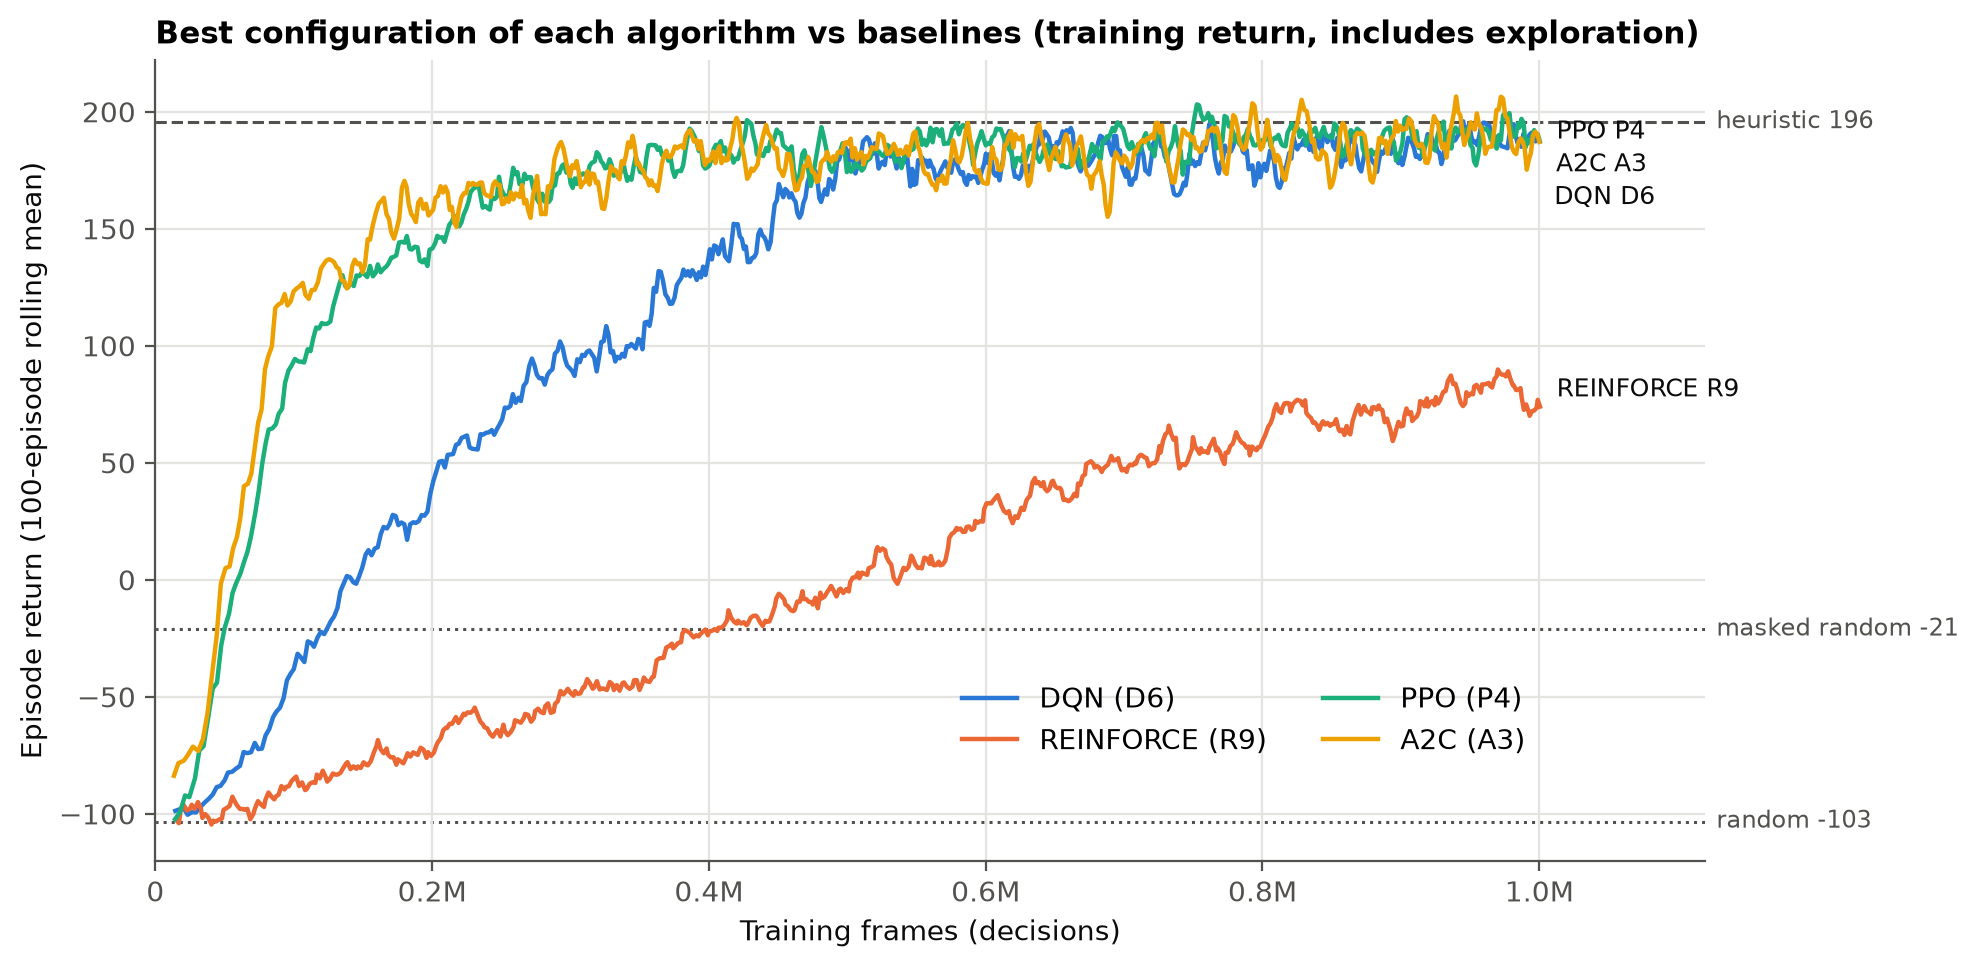 Best configuration of each algorithm vs baselines (training return, includes exploration)
Episode return (100-episode rolling mean)
200
150
100
50
0
−50
−100
heuristic 196
PPO P4
A2C A3
DQN D6
REINFORCE R9
masked random -21
random -103
DQN (D6)
REINFORCE (R9)
PPO (P4)
A2C (A3)
0
0.2M
0.4M
0.6M
0.8M
1.0M
Training frames (decisions)